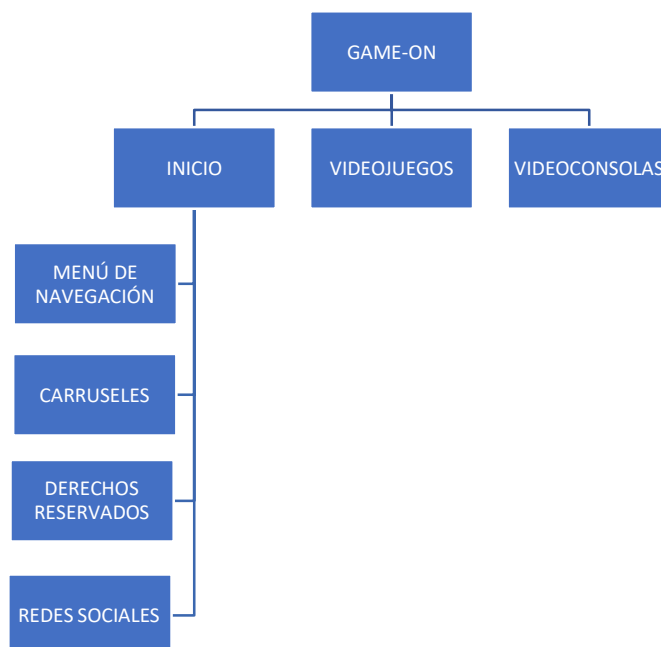 GAME-ON
INICIO
VIDEOJUEGOS
VIDEOCONSOLAS
MENÚ DE
NAVEGACIÓN
CARRUSELES
DERECHOS
RESERVADOS
REDES SOCIALES